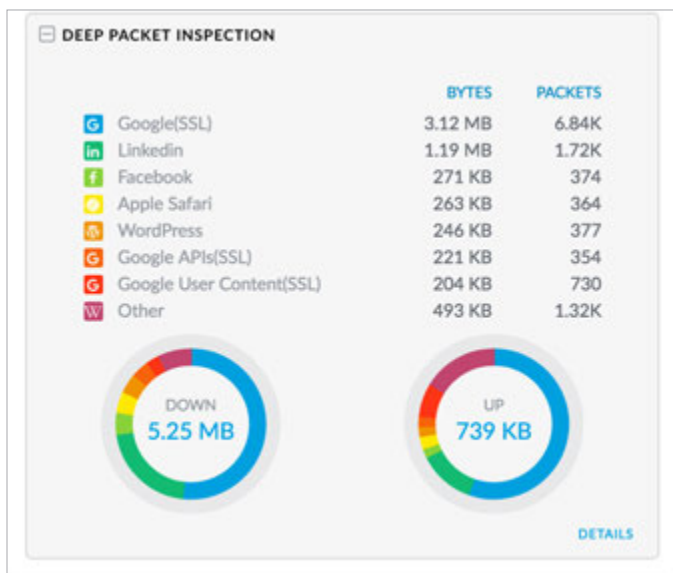 DEEP PACKET INSPECTION
BYTES PACKETS
Google(SSL) 3.12 MB 6.84K
in Linkedin 1.19 MB 1.72K
f Facebook 271 KB 374
Apple Safari 263 KB 364
WordPress 246 KB 377
G Google APIs(SSL) 221 KB 354
G Google User Content(SSL) 204 KB 730
W Other 493 KB 1.32K
DOWN UP
5.25 MB 739 KB
DETAILS